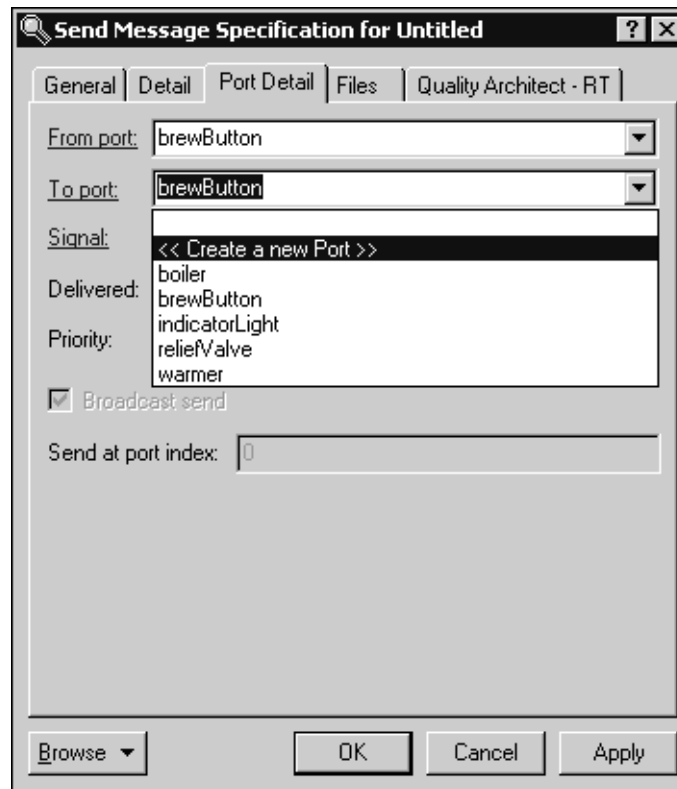 Send Message Specification for Untitled
General Detail Port Detail Files Quality Architect - RT
From port: brewButton
To port: brewButton
Signal:
<< Create a new Port >>
boiler
Delivered:
brewButton
indicatorLight
Priority:
reliefValve
warmer
Broadcast send
Send at port index: 0
Browse OK Cancel Apply